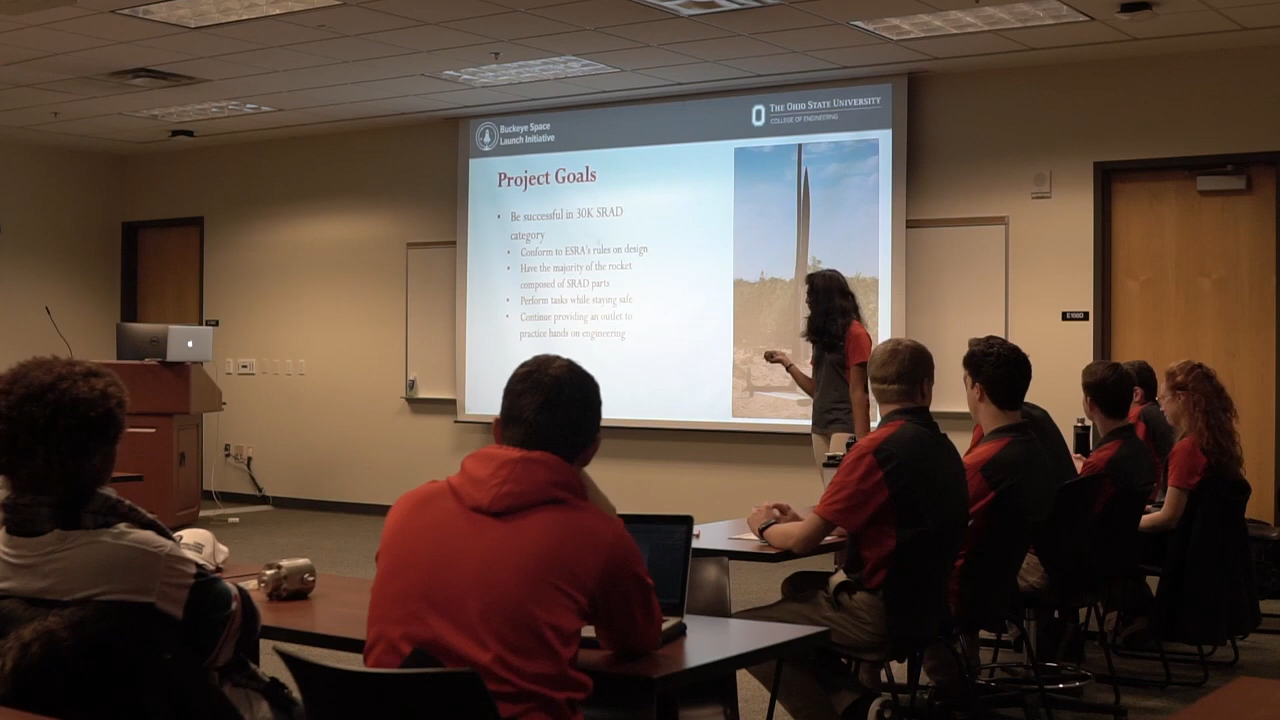 Buckeye Space
Launch Initiative
THE OHIO STATE UNIVERSITY
COLLEGE OF ENGINEERING
Project Goals
• Be successful in 30K SRAD
category
• Conform to ESRA's rules on design
• Have the majority of the rocket
composed of SRAD parts
• Perform tasks while staying safe
• Continue providing an outlet to
practice hands on engineering